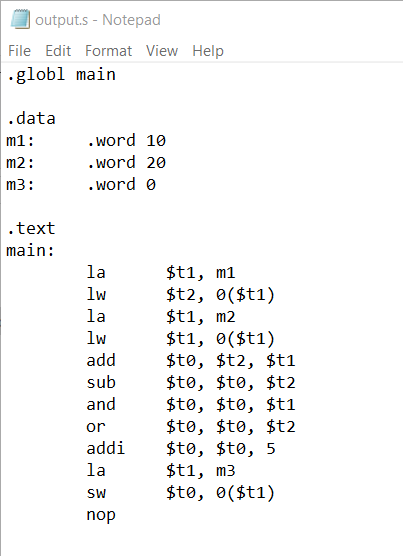 output.s - Notepad
File Edit Format View Help
.globl main
.data
m1: .word 10
m2: .word 20
m3: .word 0
.text
main:
la $t1, m1
lw $t2, 0($t1)
la $t1, m2
lw $t1, 0($t1)
add $t0, $t2, $t1
sub $t0, $t0, $t2
and $t0, $t0, $t1
or $t0, $t0, $t2
addi $t0, $t0, 5
la $t1, m3
sw $t0, 0($t1)
nop